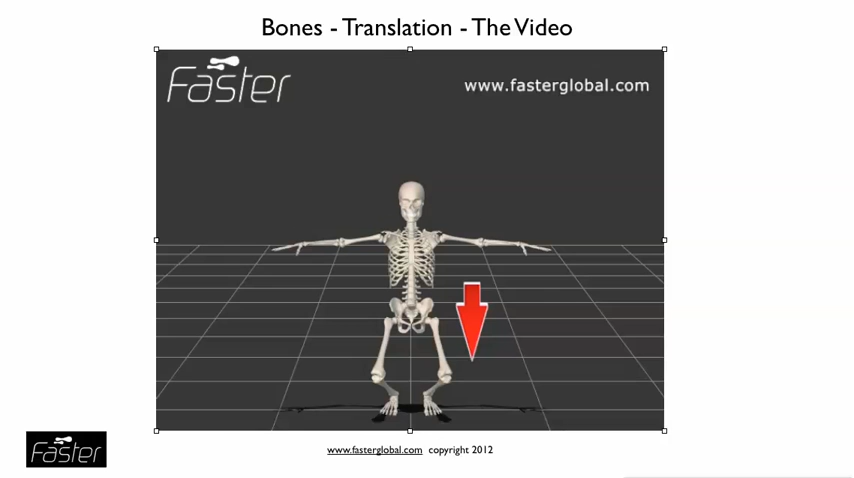 Bones - Translation - The Video
Faster
www.fasterglobal.com
Faster
www.fasterglobal.com copyright 2012